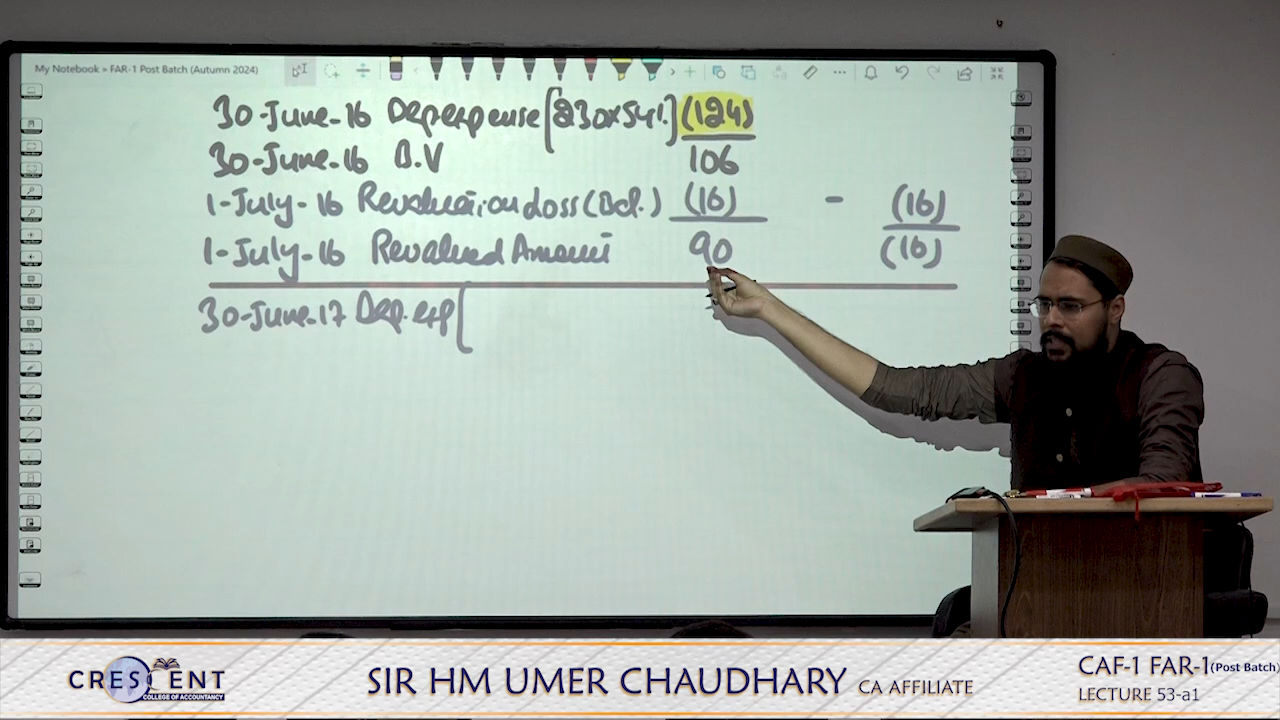 My Notebook » FAR-1 Post Batch (Autumn 2024)
30-June-16 Dep.expense[230x54%] (124)
30-June-16 B.V 106
1-July-16 Revaluation Loss (Bal.) (16) - (16)
1-July-16 Revalued Amount 90 (16)
30-June-17 Dep. exp[
CRESCENT
COLLEGE OF ACCOUNTANCY
SIR HM UMER CHAUDHARY CA AFFILIATE
CAF-1 FAR-1(Post Batch)
LECTURE 53-a1